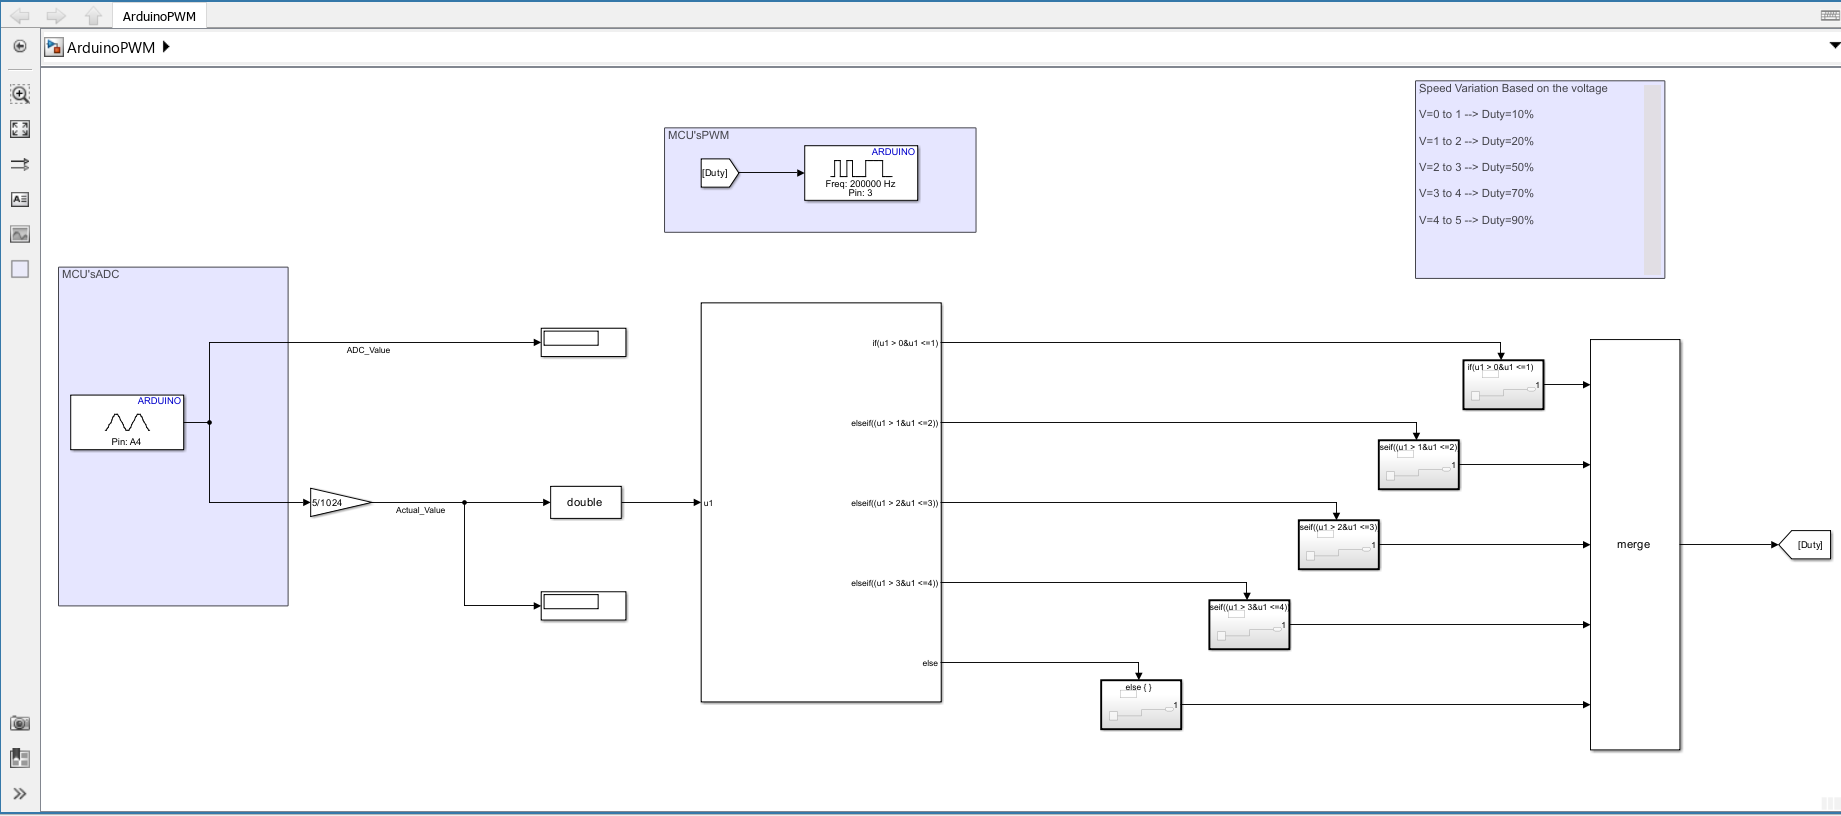 ArduinoPWM
ArduinoPWM
Speed Variation Based on the voltage
V=0 to 1 --> Duty=10%
V=1 to 2 --> Duty=20%
V=2 to 3 --> Duty=50%
V=3 to 4 --> Duty=70%
V=4 to 5 --> Duty=90%
MCU'sPWM
[Duty]
ARDUINO
Freq: 200000 Hz
Pin: 3
MCU'sADC
ARDUINO
Pin: A4
ADC_Value
5/1024
Actual_Value
double
u1
if(u1 > 0&u1 <=1)
elseif((u1 > 1&u1 <=2))
elseif((u1 > 2&u1 <=3))
elseif((u1 > 3&u1 <=4))
else
if(u1 > 0&u1 <=1)
1
seif((u1 > 1&u1 <=2)
1
seif((u1 > 2&u1 <=3)
1
seif((u1 > 3&u1 <=4)
1
else { }
1
merge
[Duty]